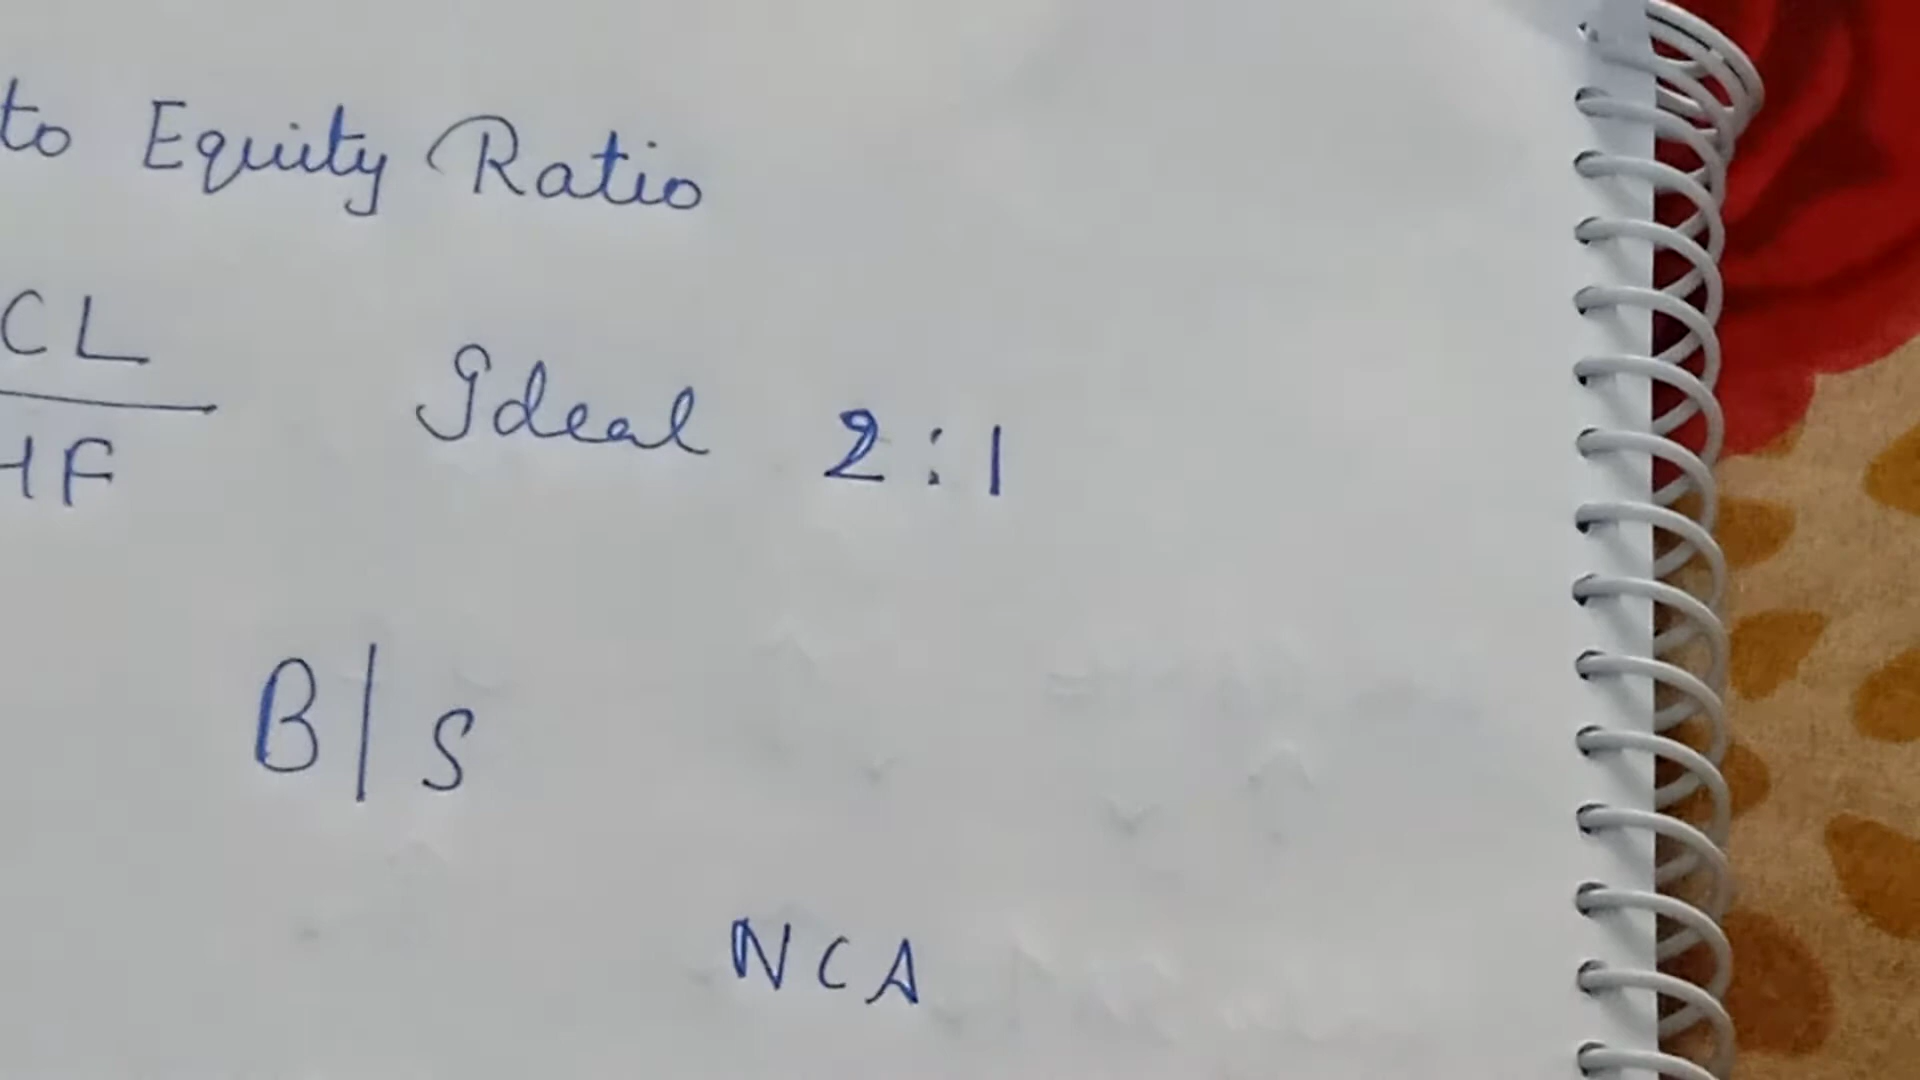 to Equity Ratio
CL
HF
Ideal 2:1
B/s
NCA